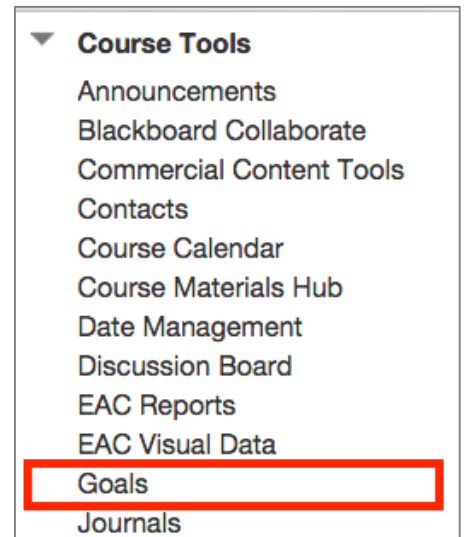 Course Tools
Announcements
Blackboard Collaborate
Commercial Content Tools
Contacts
Course Calendar
Course Materials Hub
Date Management
Discussion Board
EAC Reports
EAC Visual Data
Goals
Journals